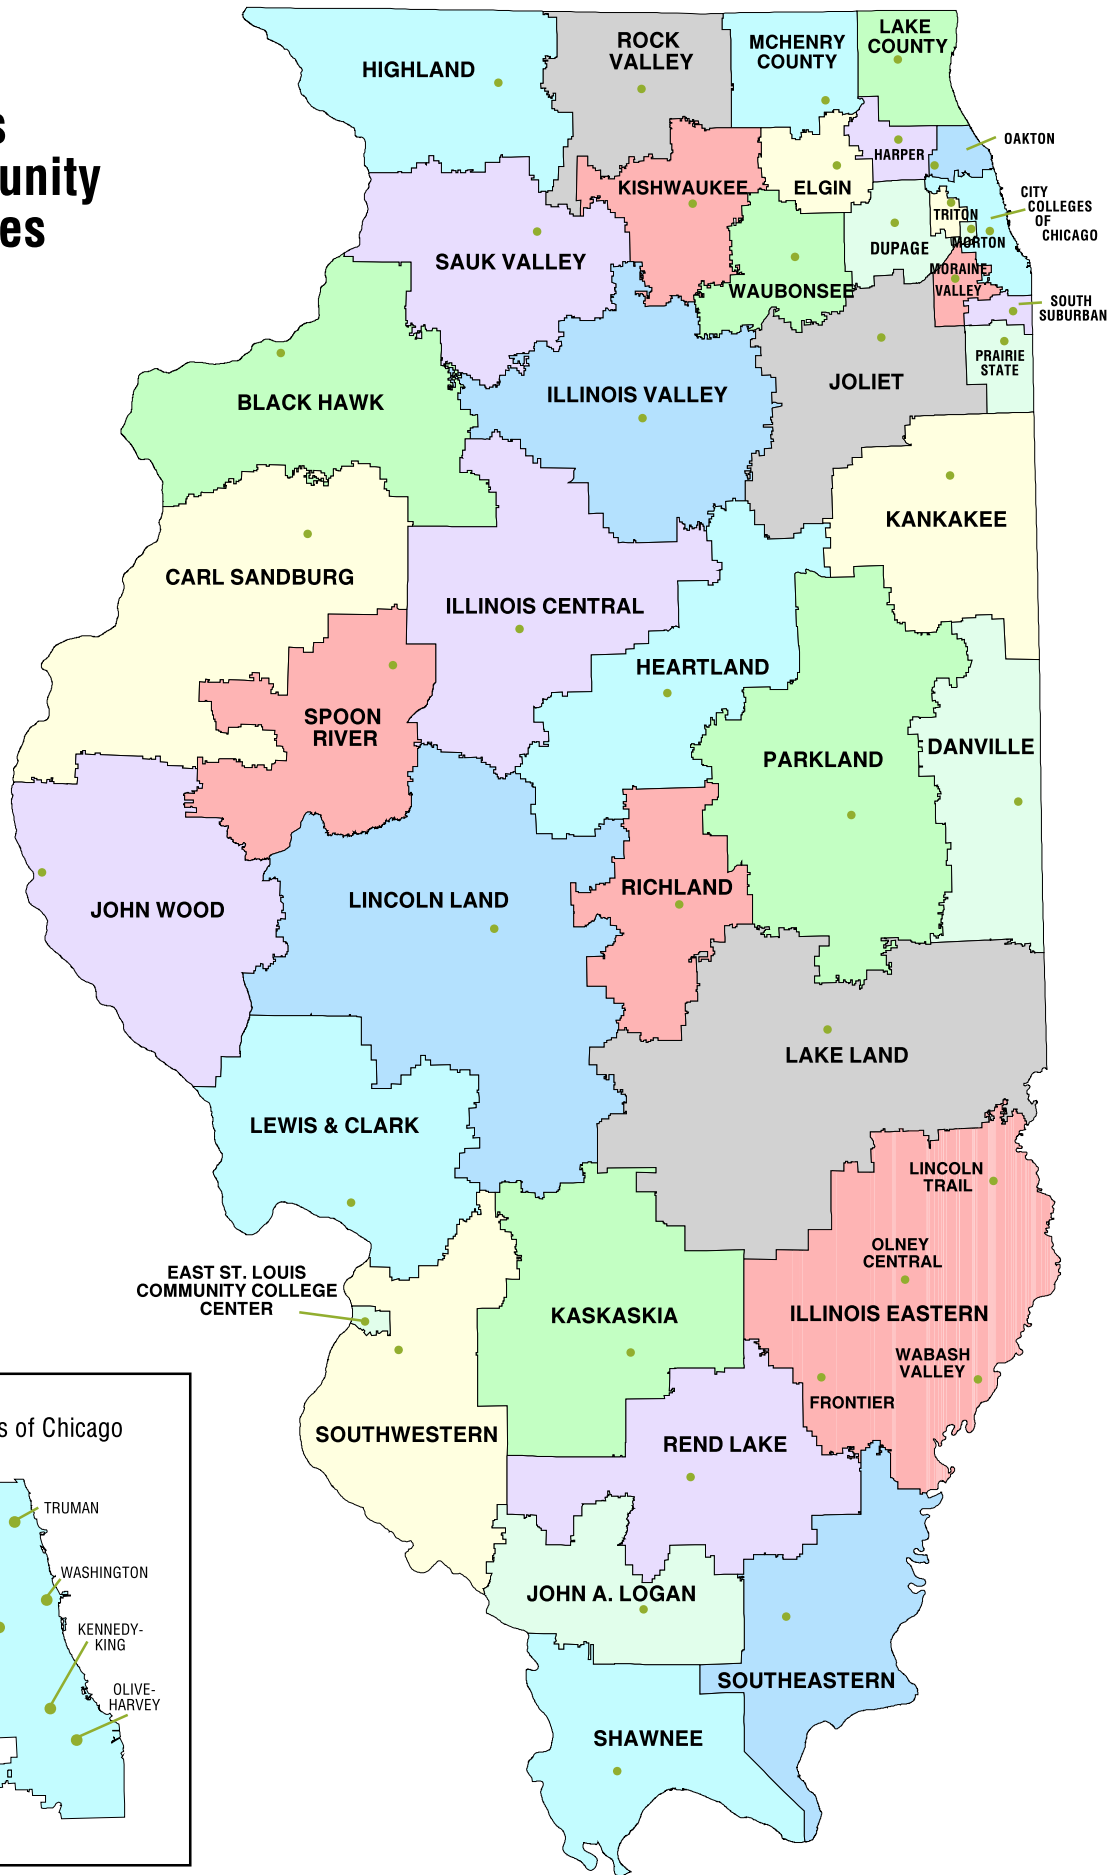 s
unity
es
HIGHLAND
ROCK
VALLEY
MCHENRY
COUNTY
LAKE
COUNTY
OAKTON
HARPER
KISHWAUKEE
ELGIN
CITY
COLLEGES
OF
CHICAGO
TRITON
MORTON
DUPAGE
SAUK VALLEY
MORAINE
VALLEY
WAUBONSEE
SOUTH
SUBURBAN
PRAIRIE
STATE
JOLIET
ILLINOIS VALLEY
BLACK HAWK
KANKAKEE
CARL SANDBURG
ILLINOIS CENTRAL
HEARTLAND
SPOON
RIVER
PARKLAND
DANVILLE
RICHLAND
LINCOLN LAND
JOHN WOOD
LAKE LAND
LEWIS & CLARK
LINCOLN
TRAIL
OLNEY
CENTRAL
EAST ST. LOUIS
COMMUNITY COLLEGE
CENTER
KASKASKIA
ILLINOIS EASTERN
WABASH
VALLEY
FRONTIER
SOUTHWESTERN
REND LAKE
s of Chicago
TRUMAN
WASHINGTON
KENNEDY-
KING
OLIVE-
HARVEY
JOHN A. LOGAN
SOUTHEASTERN
SHAWNEE